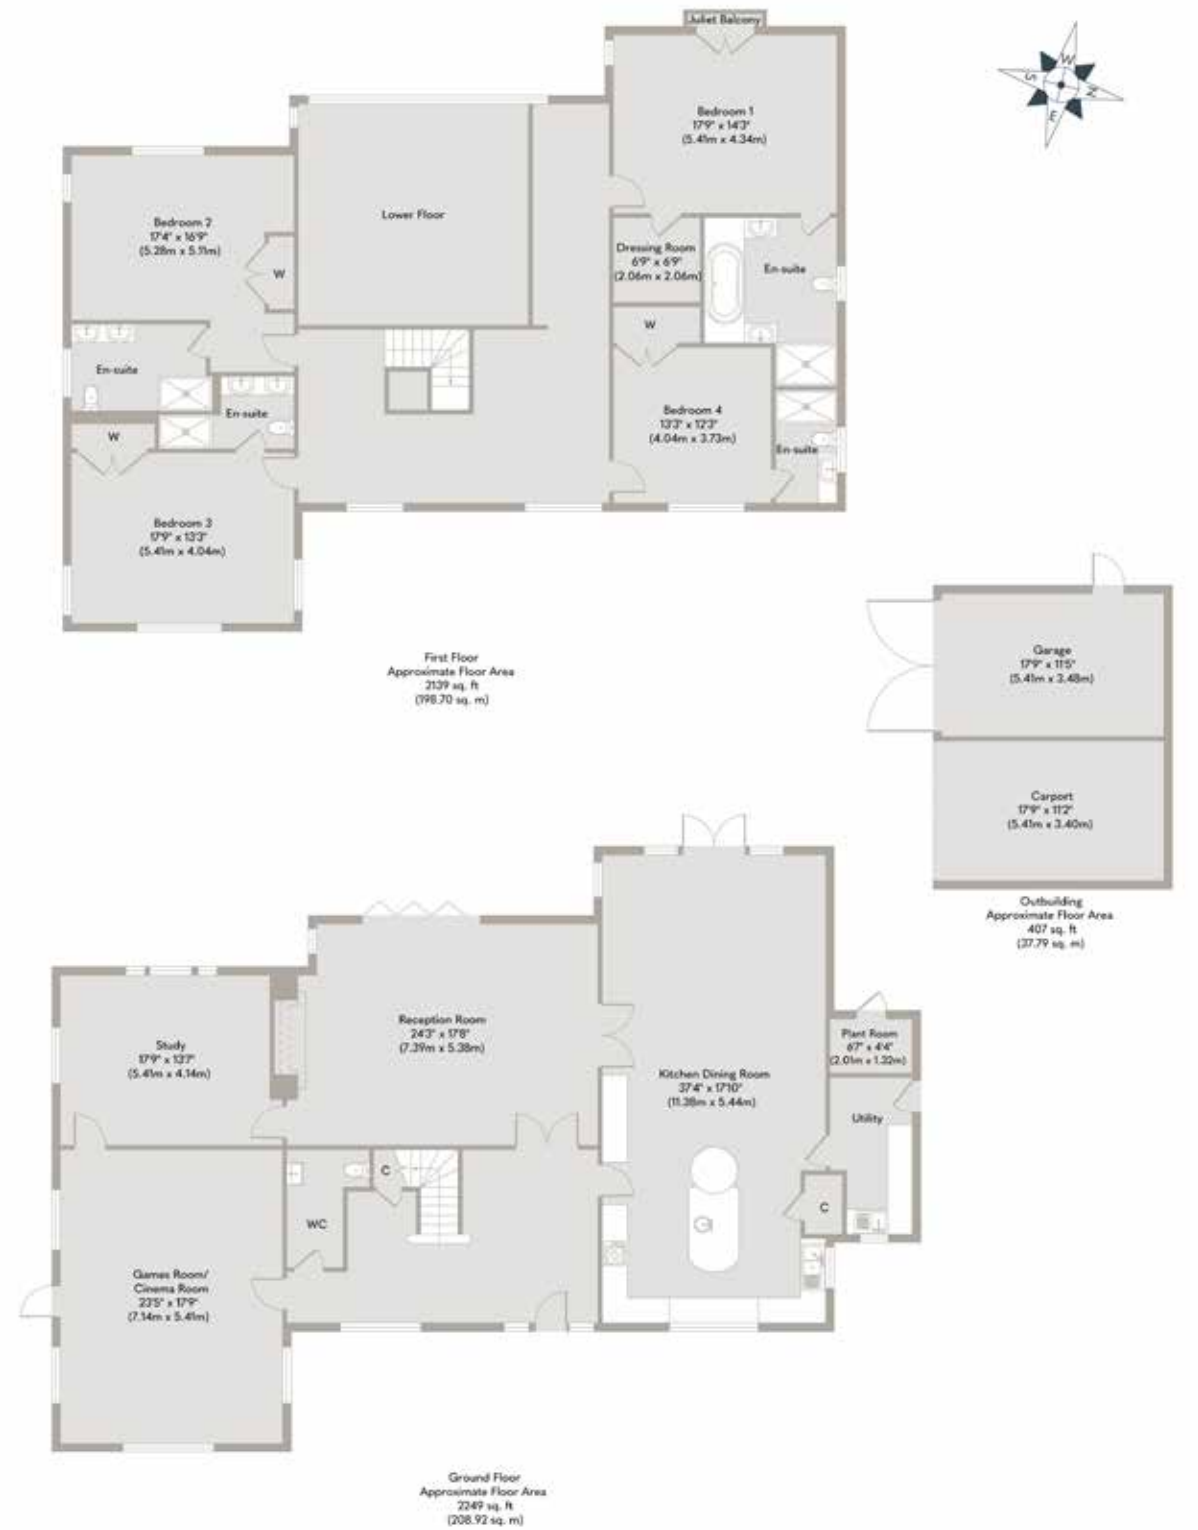 Juliet Balcony
W
N
S
E
Bedroom 1
17'9" x 14'3"
(5.41m x 4.34m)
Bedroom 2
17'4" x 16'9"
(5.28m x 5.11m)
W
Lower Floor
Dressing Room
6'9" x 6'9"
(2.06m x 2.06m)
En-suite
W
En-suite
En-suite
W
Bedroom 4
13'3" x 12'3"
(4.04m x 3.73m)
En-suite
Bedroom 3
17'9" x 13'3"
(5.41m x 4.04m)
First Floor
Approximate Floor Area
2139 sq. ft
(198.70 sq. m)
Garage
17'9" x 11'5"
(5.41m x 3.48m)
Carport
17'9" x 11'2"
(5.41m x 3.40m)
Outbuilding
Approximate Floor Area
407 sq. ft
(37.79 sq. m)
Reception Room
24'3" x 17'8"
(7.39m x 5.38m)
Study
17'9" x 13'7"
(5.41m x 4.14m)
Kitchen Dining Room
37'4" x 17'10"
(11.38m x 5.44m)
Plant Room
6'7" x 4'4"
(2.01m x 1.32m)
Utility
C
WC
C
Games Room/
Cinema Room
23'5" x 17'9"
(7.14m x 5.41m)
Ground Floor
Approximate Floor Area
2249 sq. ft
(208.92 sq. m)